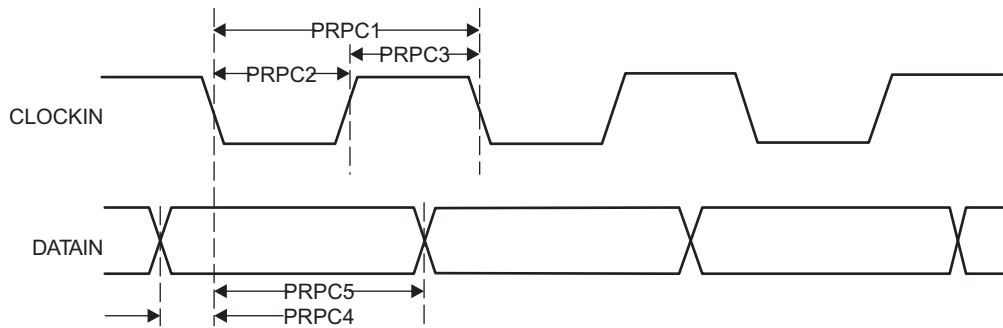 PRPC1
PRPC3
PRPC2
CLOCKIN
DATAIN
PRPC5
PRPC4